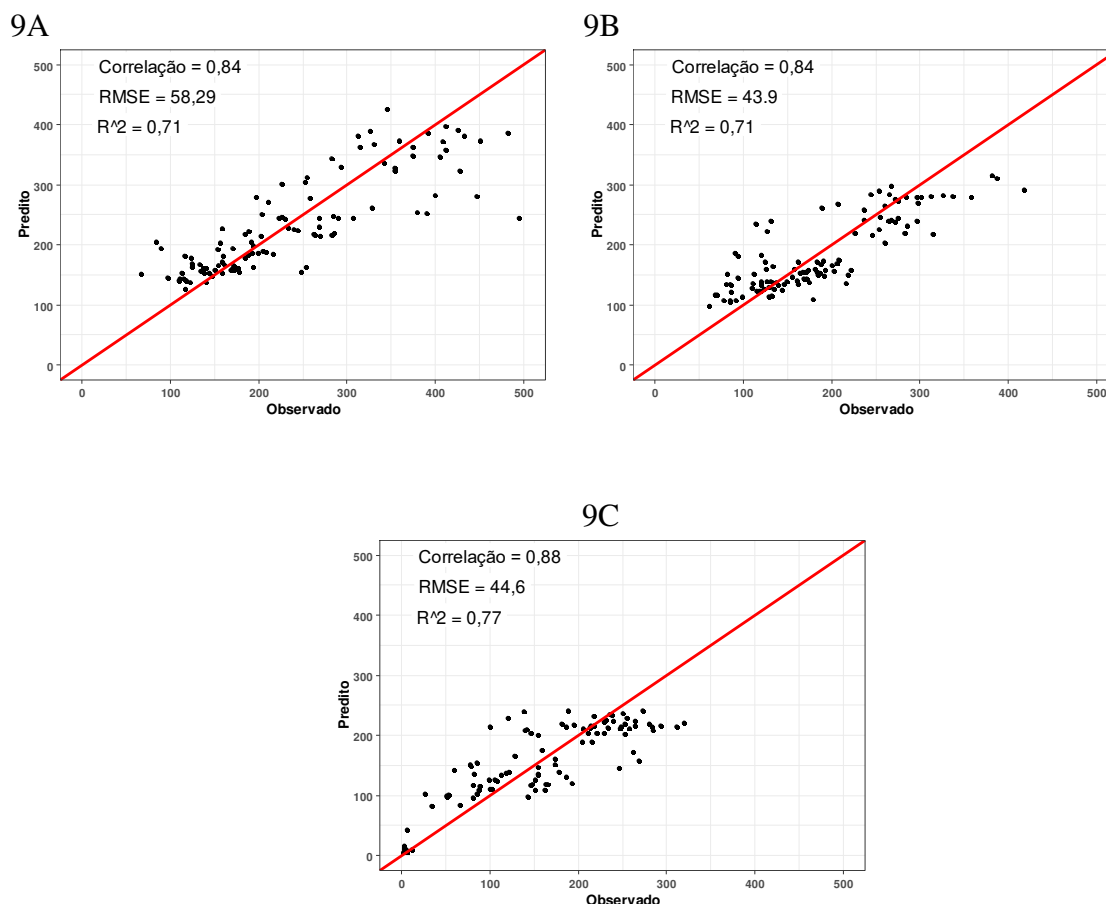 9A
Correlação = 0,84
RMSE = 58,29
R^2 = 0,71
500
400
300
200
100
0
Predito
0 100 200 300 400 500
Observado
9B
Correlação = 0,84
RMSE = 43.9
R^2 = 0,71
500
400
300
200
100
0
Predito
0 100 200 300 400 500
Observado
9C
Correlação = 0,88
RMSE = 44,6
R^2 = 0,77
500
400
300
200
100
0
Predito
0 100 200 300 400 500
Observado